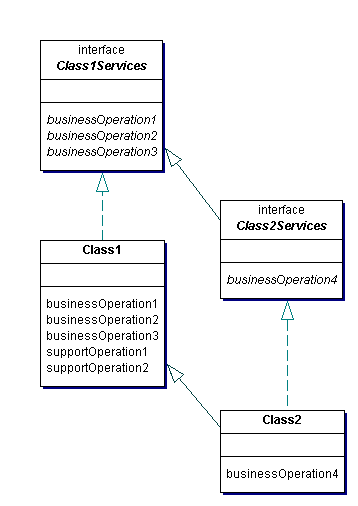 interface
Class1Services
businessOperation1
businessOperation2
businessOperation3
interface
Class2Services
businessOperation4
Class1
businessOperation1
businessOperation2
businessOperation3
supportOperation1
supportOperation2
Class2
businessOperation4